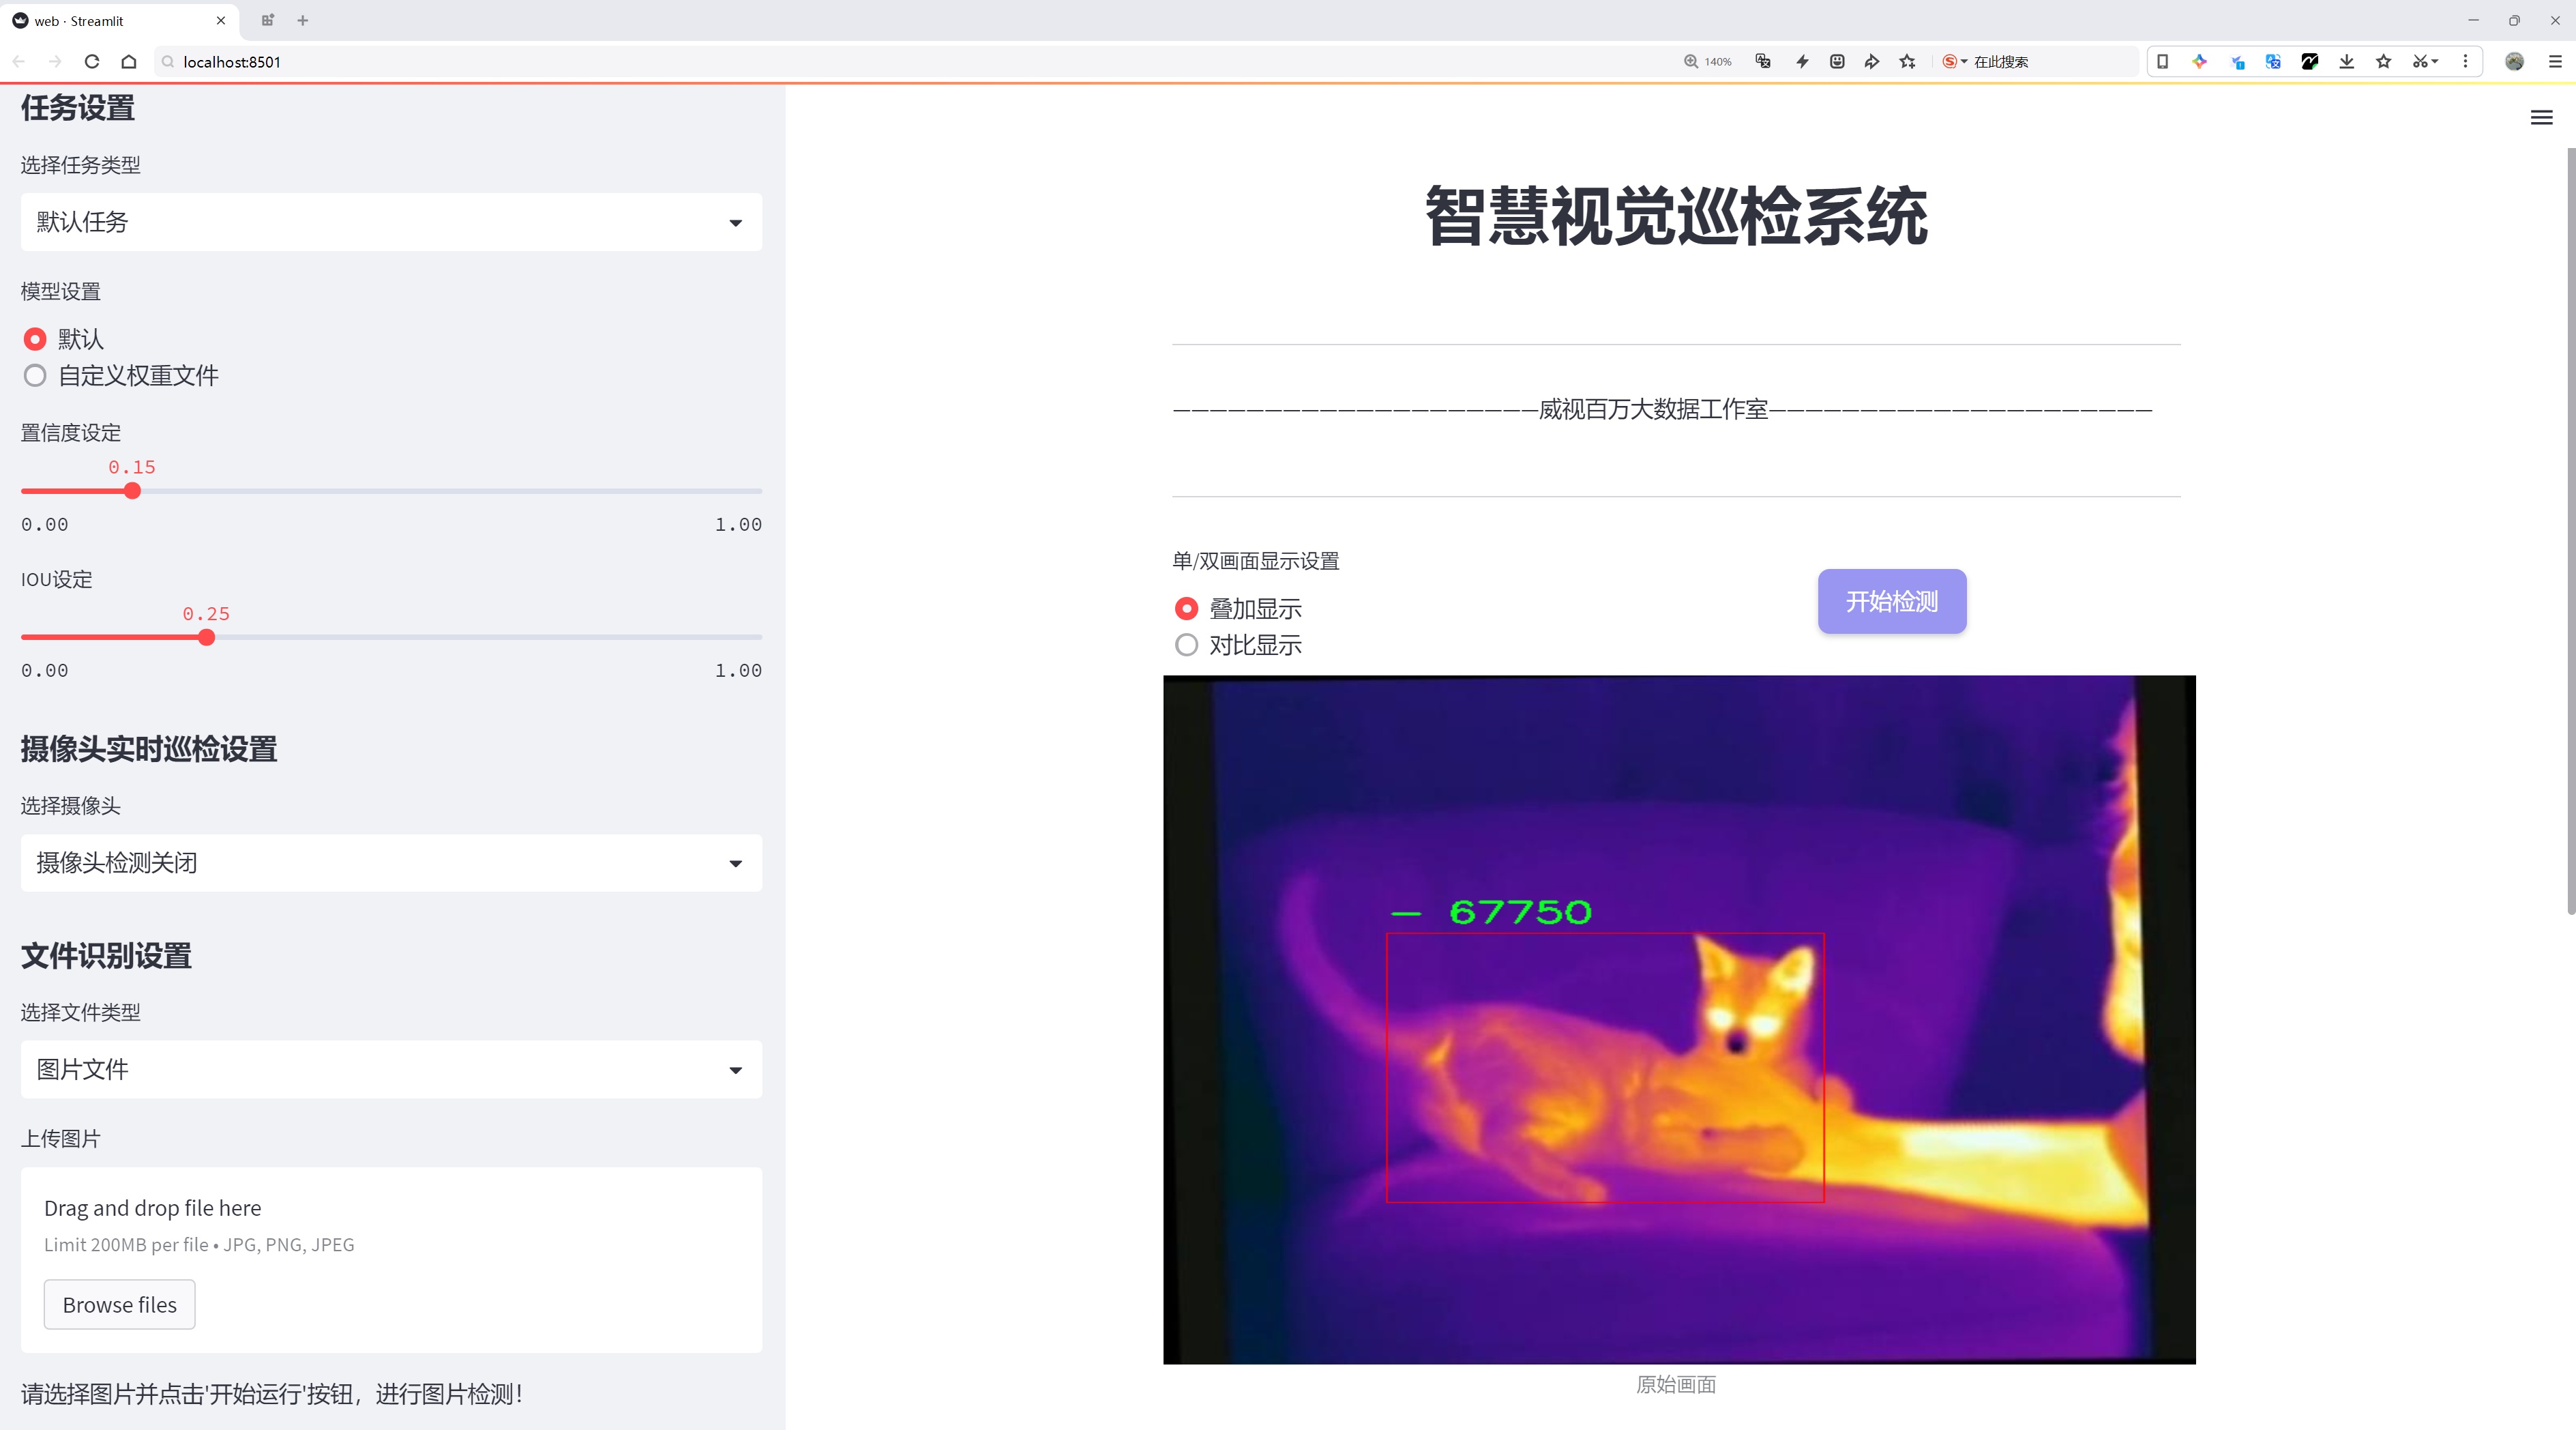 web · Streamlit
localhost:8501
140%
在此搜索
任务设置
选择任务类型
默认任务
模型设置
默认
自定义权重文件
置信度设定
0.15
0.00 1.00
IOU设定
0.25
0.00 1.00
摄像头实时巡检设置
选择摄像头
摄像头检测关闭
文件识别设置
选择文件类型
图片文件
上传图片
Drag and drop file here
Limit 200MB per file • JPG, PNG, JPEG
Browse files
请选择图片并点击'开始运行'按钮，进行图片检测！
智慧视觉巡检系统
————————————————————威视百万大数据工作室—————————————————————
单/双画面显示设置
叠加显示
对比显示
开始检测
— 67750
原始画面